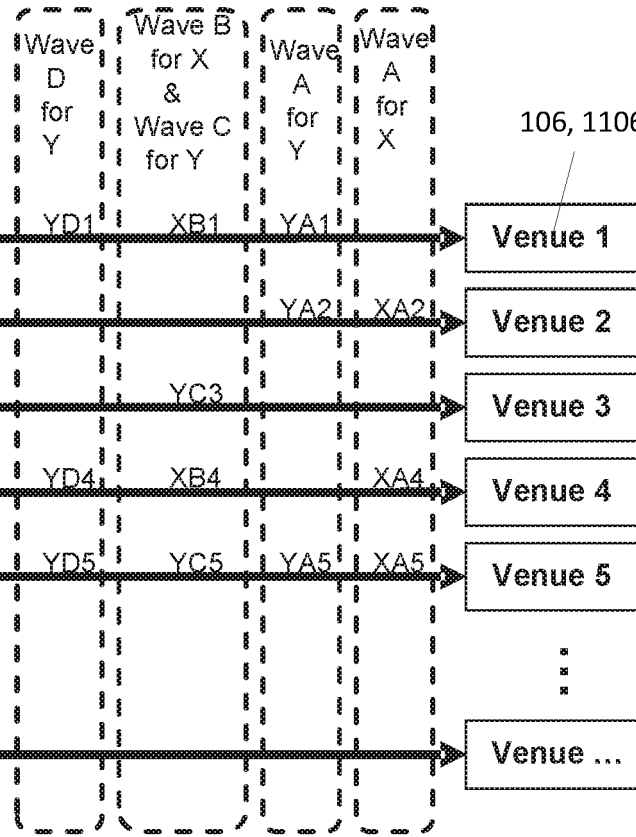 Wave
D
for
Y
Wave B
for X
&
Wave C
for Y
Wave
A
for
Y
Wave
A
for
X
106, 1106
YD1 XB1 YA1 Venue 1
YA2 XA2 Venue 2
YC3 Venue 3
YD4 XB4 XA4 Venue 4
YD5 YC5 YA5 XA5 Venue 5
Venue ...